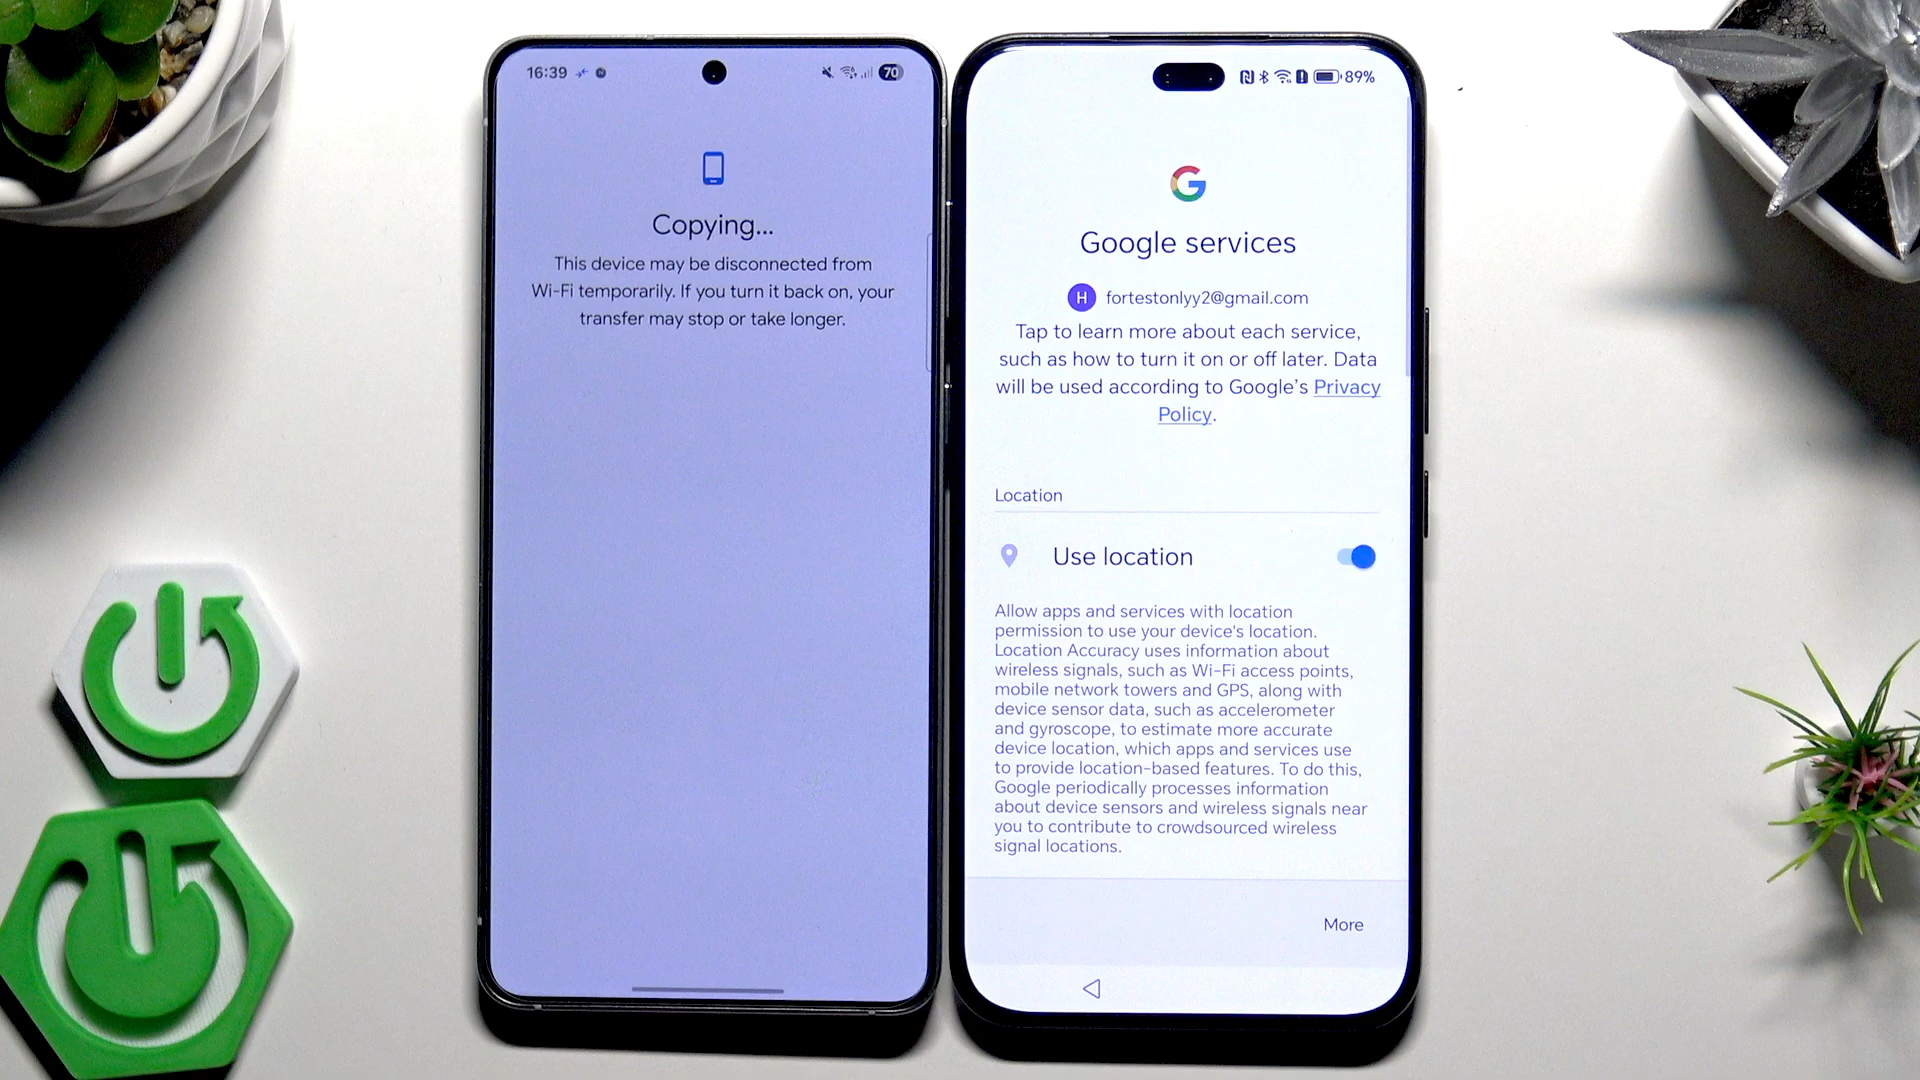 16:39
70
Copying...
This device may be disconnected from
Wi-Fi temporarily. If you turn it back on, your
transfer may stop or take longer.
89%
Google services
H fortestonlyy2@gmail.com
Tap to learn more about each service,
such as how to turn it on or off later. Data
will be used according to Google's Privacy
Policy.
Location
Use location
Allow apps and services with location
permission to use your device's location.
Location Accuracy uses information about
wireless signals, such as Wi-Fi access points,
mobile network towers and GPS, along with
device sensor data, such as accelerometer
and gyroscope, to estimate more accurate
device location, which apps and services use
to provide location-based features. To do this,
Google periodically processes information
about device sensors and wireless signals near
you to contribute to crowdsourced wireless
signal locations.
More